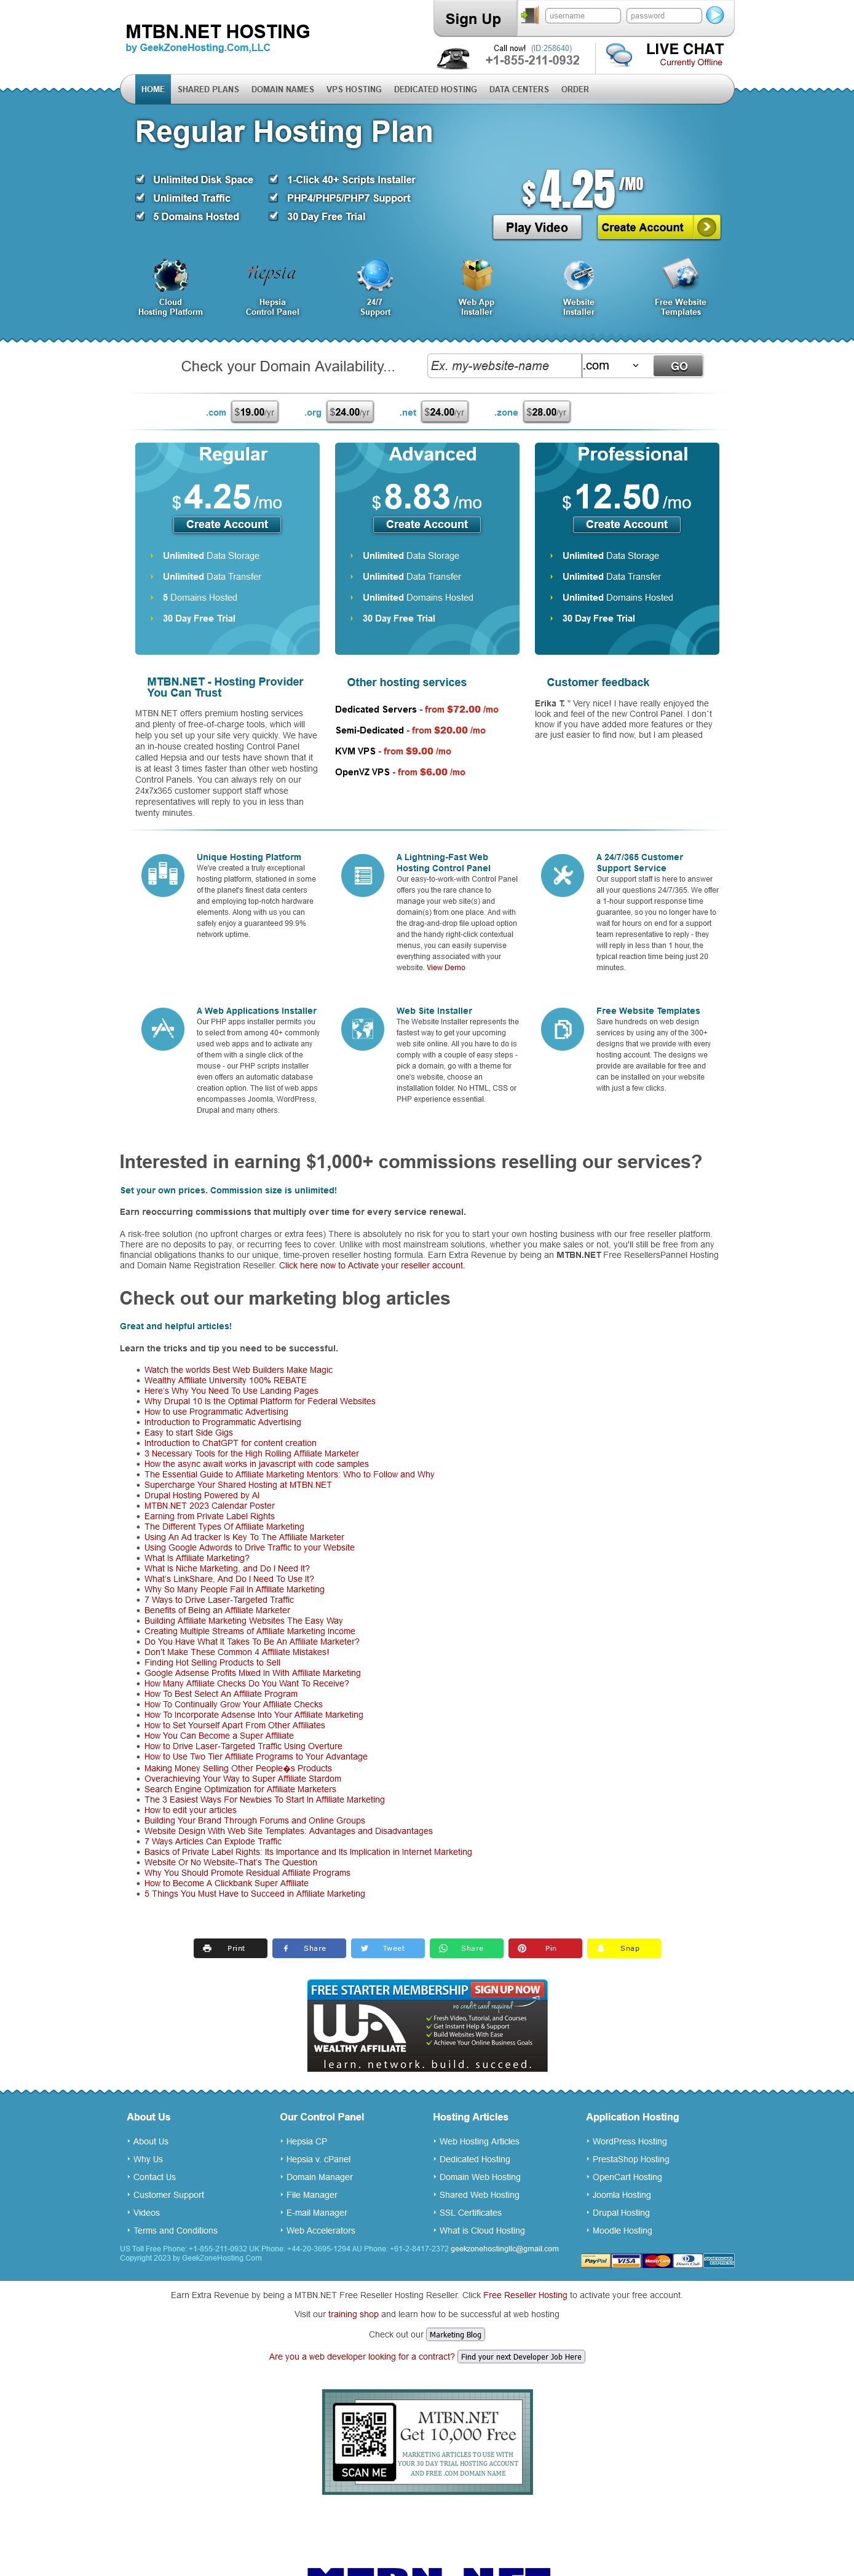 MTBN.NET HOSTING
by GeekZoneHosting.Com,LLC
Sign Up
username
password
Call now! (ID:258640)
+1-855-211-0932
LIVE CHAT
Currently Offline
HOME SHARED PLANS DOMAIN NAMES VPS HOSTING DEDICATED HOSTING DATA CENTERS ORDER
Regular Hosting Plan
Unlimited Disk Space
Unlimited Traffic
5 Domains Hosted
1-Click 40+ Scripts Installer
PHP4/PHP5/PHP7 Support
30 Day Free Trial
$4.25/MO
Play Video
Create Account
Cloud
Hosting Platform
Hepsia
Hepsia
Control Panel
24/7
Support
Web App
Installer
Website
Installer
Free Website
Templates
Check your Domain Availability...
Ex. my-website-name
.com
GO
.com $19.00/yr .org $24.00/yr .net $24.00/yr .zone $28.00/yr
Regular
$4.25/mo
Create Account
Unlimited Data Storage
Unlimited Data Transfer
5 Domains Hosted
30 Day Free Trial
Advanced
$8.83/mo
Create Account
Unlimited Data Storage
Unlimited Data Transfer
Unlimited Domains Hosted
30 Day Free Trial
Professional
$12.50/mo
Create Account
Unlimited Data Storage
Unlimited Data Transfer
Unlimited Domains Hosted
30 Day Free Trial
MTBN.NET - Hosting Provider
You Can Trust
MTBN.NET offers premium hosting services
and plenty of free-of-charge tools, which will
help you set up your site very quickly. We have
an in-house created hosting Control Panel
called Hepsia and our tests have shown that it
is at least 3 times faster than other web hosting
Control Panels. You can always rely on our
24x7x365 customer support staff whose
representatives will reply to you in less than
twenty minutes.
Other hosting services
Dedicated Servers - from $72.00 /mo
Semi-Dedicated - from $20.00 /mo
KVM VPS - from $9.00 /mo
OpenVZ VPS - from $6.00 /mo
Customer feedback
Erika T. " Very nice! I have really enjoyed the
look and feel of the new Control Panel. I don`t
know if you have added more features or they
are just easier to find now, but I am pleased
Unique Hosting Platform
We've created a truly exceptional
hosting platform, stationed in some
of the planet's finest data centers
and employing top-notch hardware
elements. Along with us you can
safely enjoy a guaranteed 99.9%
network uptime.
A Lightning-Fast Web
Hosting Control Panel
Our easy-to-work-with Control Panel
offers you the rare chance to
manage your web site(s) and
domain(s) from one place. And with
the drag-and-drop file upload option
and the handy right-click contextual
menus, you can easily supervise
everything associated with your
website. View Demo
A 24/7/365 Customer
Support Service
Our support staff is here to answer
all your questions 24/7/365. We offer
a 1-hour support response time
guarantee, so you no longer have to
wait for hours on end for a support
team representative to reply - they
will reply in less than 1 hour, the
typical reaction time being just 20
minutes.
A Web Applications Installer
Our PHP apps installer permits you
to select from among 40+ commonly
used web apps and to activate any
of them with a single click of the
mouse - our PHP scripts installer
even offers an automatic database
creation option. The list of web apps
encompasses Joomla, WordPress,
Drupal and many others.
Web Site Installer
The Website Installer represents the
fastest way to get your upcoming
web site online. All you have to do is
comply with a couple of easy steps -
pick a domain, go with a theme for
one's website, choose an
installation folder. No HTML, CSS or
PHP experience essential.
Free Website Templates
Save hundreds on web design
services by using any of the 300+
designs that we provide with every
hosting account. The designs we
provide are available for free and
can be installed on your website
with just a few clicks.
Interested in earning $1,000+ commissions reselling our services?
Set your own prices. Commission size is unlimited!
Earn reoccurring commissions that multiply over time for every service renewal.
A risk-free solution (no upfront charges or extra fees) There is absolutely no risk for you to start your own hosting business with our free reseller platform.
There are no deposits to pay, or recurring fees to cover. Unlike with most mainstream solutions, whether you make sales or not, you'll still be free from any
financial obligations thanks to our unique, time-proven reseller hosting formula. Earn Extra Revenue by being an MTBN.NET Free ResellersPannel Hosting
and Domain Name Registration Reseller. Click here now to Activate your reseller account.
Check out our marketing blog articles
Great and helpful articles!
Learn the tricks and tip you need to be successful.
Watch the worlds Best Web Builders Make Magic
Wealthy Affiliate University 100% REBATE
Here's Why You Need To Use Landing Pages
Why Drupal 10 Is the Optimal Platform for Federal Websites
How to use Programmatic Advertising
Introduction to Programmatic Advertising
Easy to start Side Gigs
Introduction to ChatGPT for content creation
3 Necessary Tools for the High Rolling Affiliate Marketer
How the async await works in javascript with code samples
The Essential Guide to Affiliate Marketing Mentors: Who to Follow and Why
Supercharge Your Shared Hosting at MTBN.NET
Drupal Hosting Powered by AI
MTBN.NET 2023 Calendar Poster
Earning from Private Label Rights
The Different Types Of Affiliate Marketing
Using An Ad tracker Is Key To The Affiliate Marketer
Using Google Adwords to Drive Traffic to your Website
What Is Affiliate Marketing?
What Is Niche Marketing, and Do I Need It?
What's LinkShare, And Do I Need To Use It?
Why So Many People Fail In Affiliate Marketing
7 Ways to Drive Laser-Targeted Traffic
Benefits of Being an Affiliate Marketer
Building Affiliate Marketing Websites The Easy Way
Creating Multiple Streams of Affiliate Marketing Income
Do You Have What It Takes To Be An Affiliate Marketer?
Don't Make These Common 4 Affiliate Mistakes!
Finding Hot Selling Products to Sell
Google Adsense Profits Mixed In With Affiliate Marketing
How Many Affiliate Checks Do You Want To Receive?
How To Best Select An Affiliate Program
How To Continually Grow Your Affiliate Checks
How To Incorporate Adsense Into Your Affiliate Marketing
How to Set Yourself Apart From Other Affiliates
How You Can Become a Super Affiliate
How to Drive Laser-Targeted Traffic Using Overture
How to Use Two Tier Affiliate Programs to Your Advantage
Making Money Selling Other People�s Products
Overachieving Your Way to Super Affiliate Stardom
Search Engine Optimization for Affiliate Marketers
The 3 Easiest Ways For Newbies To Start In Affiliate Marketing
How to edit your articles
Building Your Brand Through Forums and Online Groups
Website Design With Web Site Templates: Advantages and Disadvantages
7 Ways Articles Can Explode Traffic
Basics of Private Label Rights: Its Importance and Its Implication in Internet Marketing
Website Or No Website-That's The Question
Why You Should Promote Residual Affiliate Programs
How to Become A Clickbank Super Affiliate
5 Things You Must Have to Succeed in Affiliate Marketing
Print Share Tweet Share Pin Snap
FREE STARTER MEMBERSHIP SIGN UP NOW
no credit card required
WA
WEALTHY AFFILIATE
Fresh Video, Tutorial, and Courses
Get Instant Help & Support
Build Websites With Ease
Achieve Your Online Business Goals
learn. network. build. succeed.
About Us
About Us
Why Us
Contact Us
Customer Support
Videos
Terms and Conditions
Our Control Panel
Hepsia CP
Hepsia v. cPanel
Domain Manager
File Manager
E-mail Manager
Web Accelerators
Hosting Articles
Web Hosting Articles
Dedicated Hosting
Domain Web Hosting
Shared Web Hosting
SSL Certificates
What is Cloud Hosting
Application Hosting
WordPress Hosting
PrestaShop Hosting
OpenCart Hosting
Joomla Hosting
Drupal Hosting
Moodle Hosting
US Toll Free Phone: +1-855-211-0932 UK Phone: +44-20-3695-1294 AU Phone: +61-2-8417-2372 geekzonehostingllc@gmail.com
Copyright 2023 by GeekZoneHosting.Com
PayPal VISA MasterCard
Earn Extra Revenue by being a MTBN.NET Free Reseller Hosting Reseller. Click Free Reseller Hosting to activate your free account.
Visit our training shop and learn how to be successful at web hosting
Check out our Marketing Blog
Are you a web developer looking for a contract? Find your next Developer Job Here
SCAN ME
MTBN.NET
Get 10,000 Free
MARKETING ARTICLES TO USE WITH
YOUR 30 DAY TRIAL HOSTING ACCOUNT
AND FREE .COM DOMAIN NAME
MTBN.NET